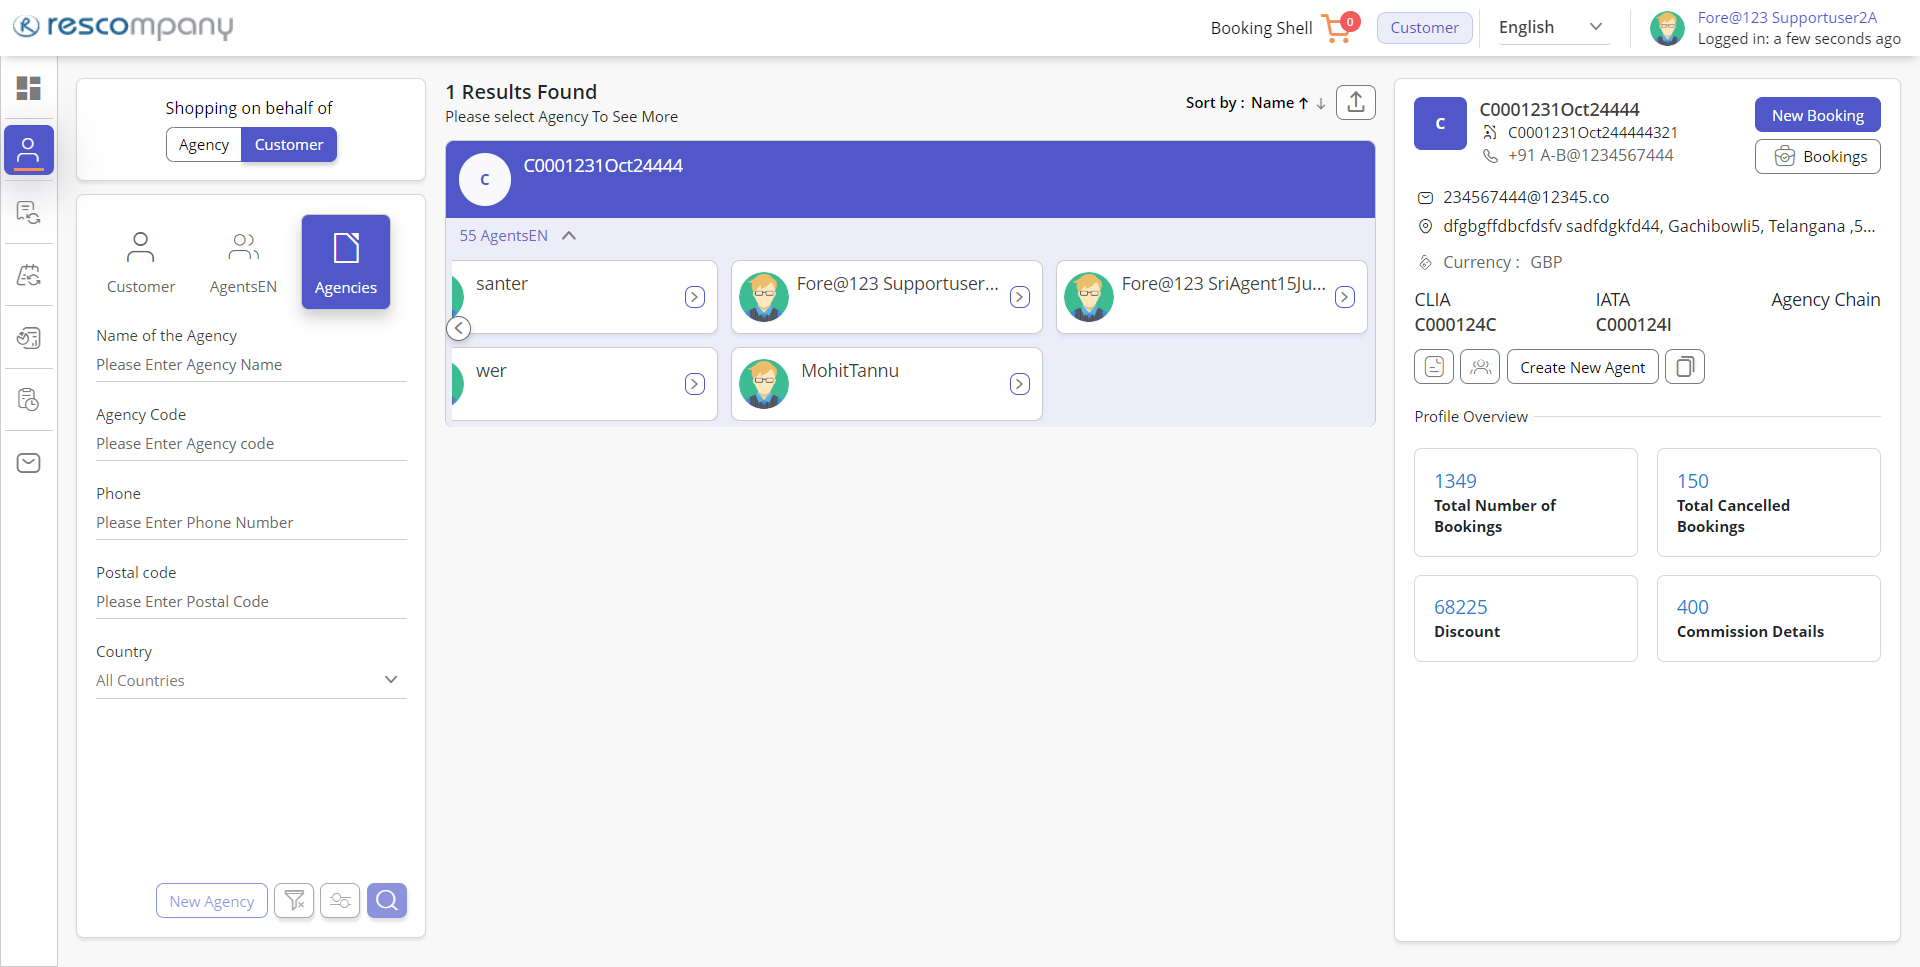 rescompany
Booking Shell
0
Customer
English
Fore@123 Supportuser2A
Logged in: a few seconds ago
Shopping on behalf of
Agency
Customer
Customer
AgentsEN
Agencies
Name of the Agency
Please Enter Agency Name
Agency Code
Please Enter Agency code
Phone
Please Enter Phone Number
Postal code
Please Enter Postal Code
Country
All Countries
New Agency
1 Results Found
Please select Agency To See More
Sort by : Name
C
C0001231Oct24444
55 AgentsEN
santer
Fore@123 Supportuser...
Fore@123 SriAgent15Ju...
wer
MohitTannu
C
C0001231Oct24444
C0001231Oct244444321
+91 A-B@1234567444
New Booking
Bookings
234567444@12345.co
dfgbgffdbcfdsfv sadfdgkfd44, Gachibowli5, Telangana ,5...
Currency : GBP
CLIA
C000124C
IATA
C000124I
Agency Chain
Create New Agent
Profile Overview
1349
Total Number of
Bookings
150
Total Cancelled
Bookings
68225
Discount
400
Commission Details